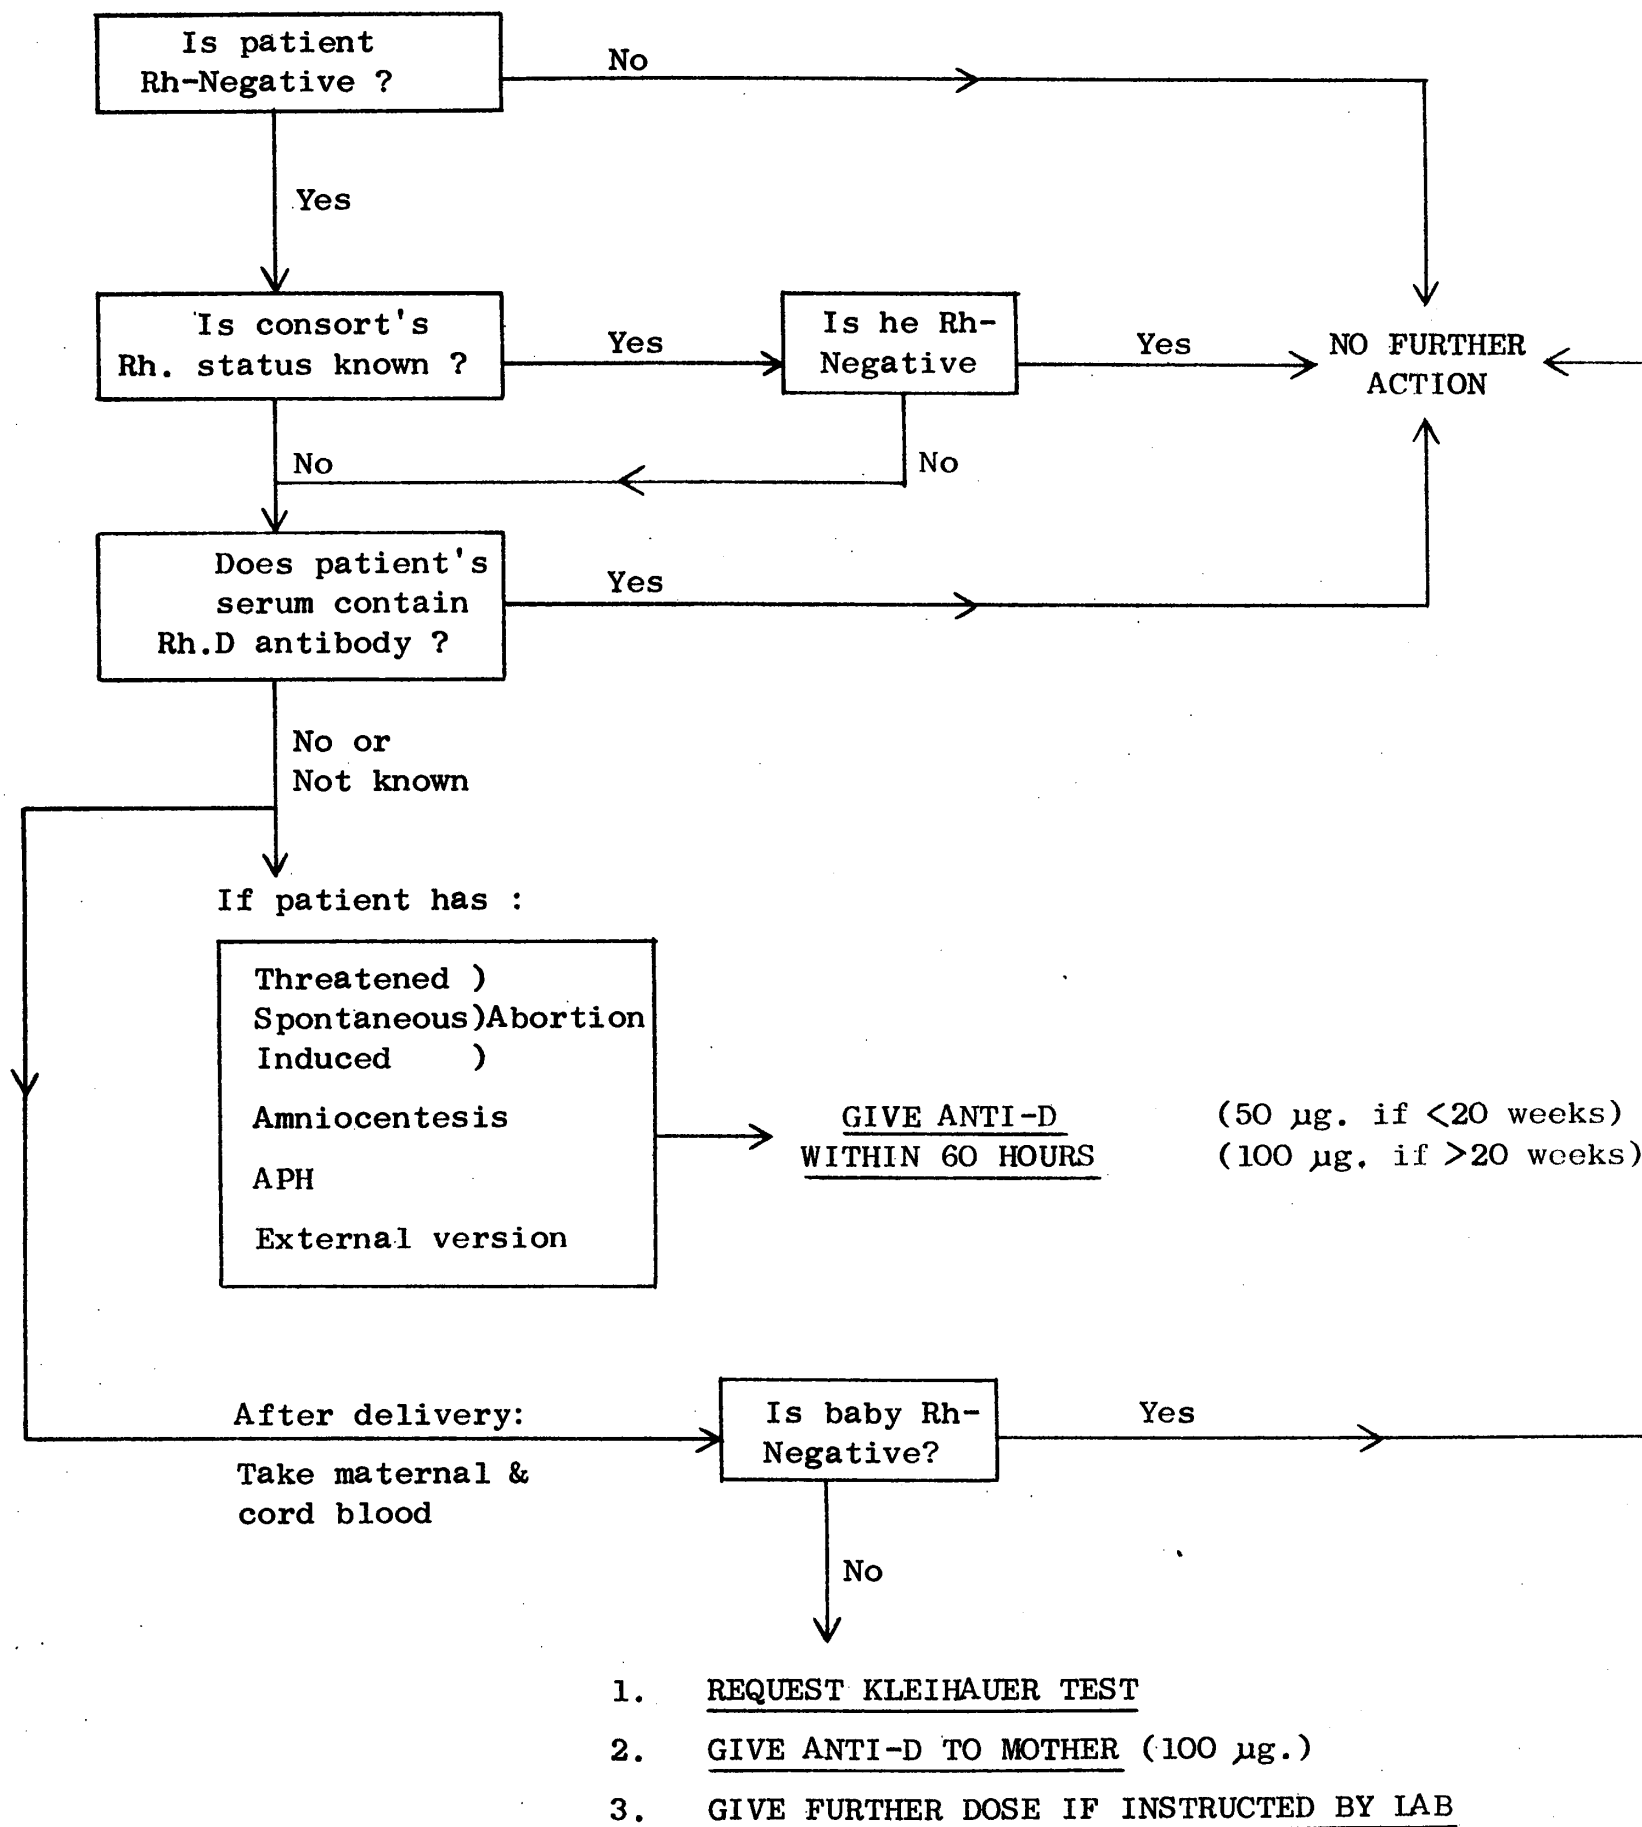 Is patient
Rh-Negative ?
No
Yes
Is consort's
Rh. status known ?
Yes
Is he Rh-
Negative
Yes
NO FURTHER
ACTION
No
No
Does patient's
serum contain
Rh.D antibody ?
Yes
No or
Not known
If patient has :
Threatened )
Spontaneous)Abortion
Induced )
Amniocentesis
APH
External version
GIVE ANTI-D
WITHIN 60 HOURS
(50 µg. if <20 weeks)
(100 µg. if >20 weeks)
After delivery:
Take maternal &
cord blood
Is baby Rh-
Negative?
Yes
No
1. REQUEST KLEIHAUER TEST
2. GIVE ANTI-D TO MOTHER (100 µg.)
3. GIVE FURTHER DOSE IF INSTRUCTED BY LAB